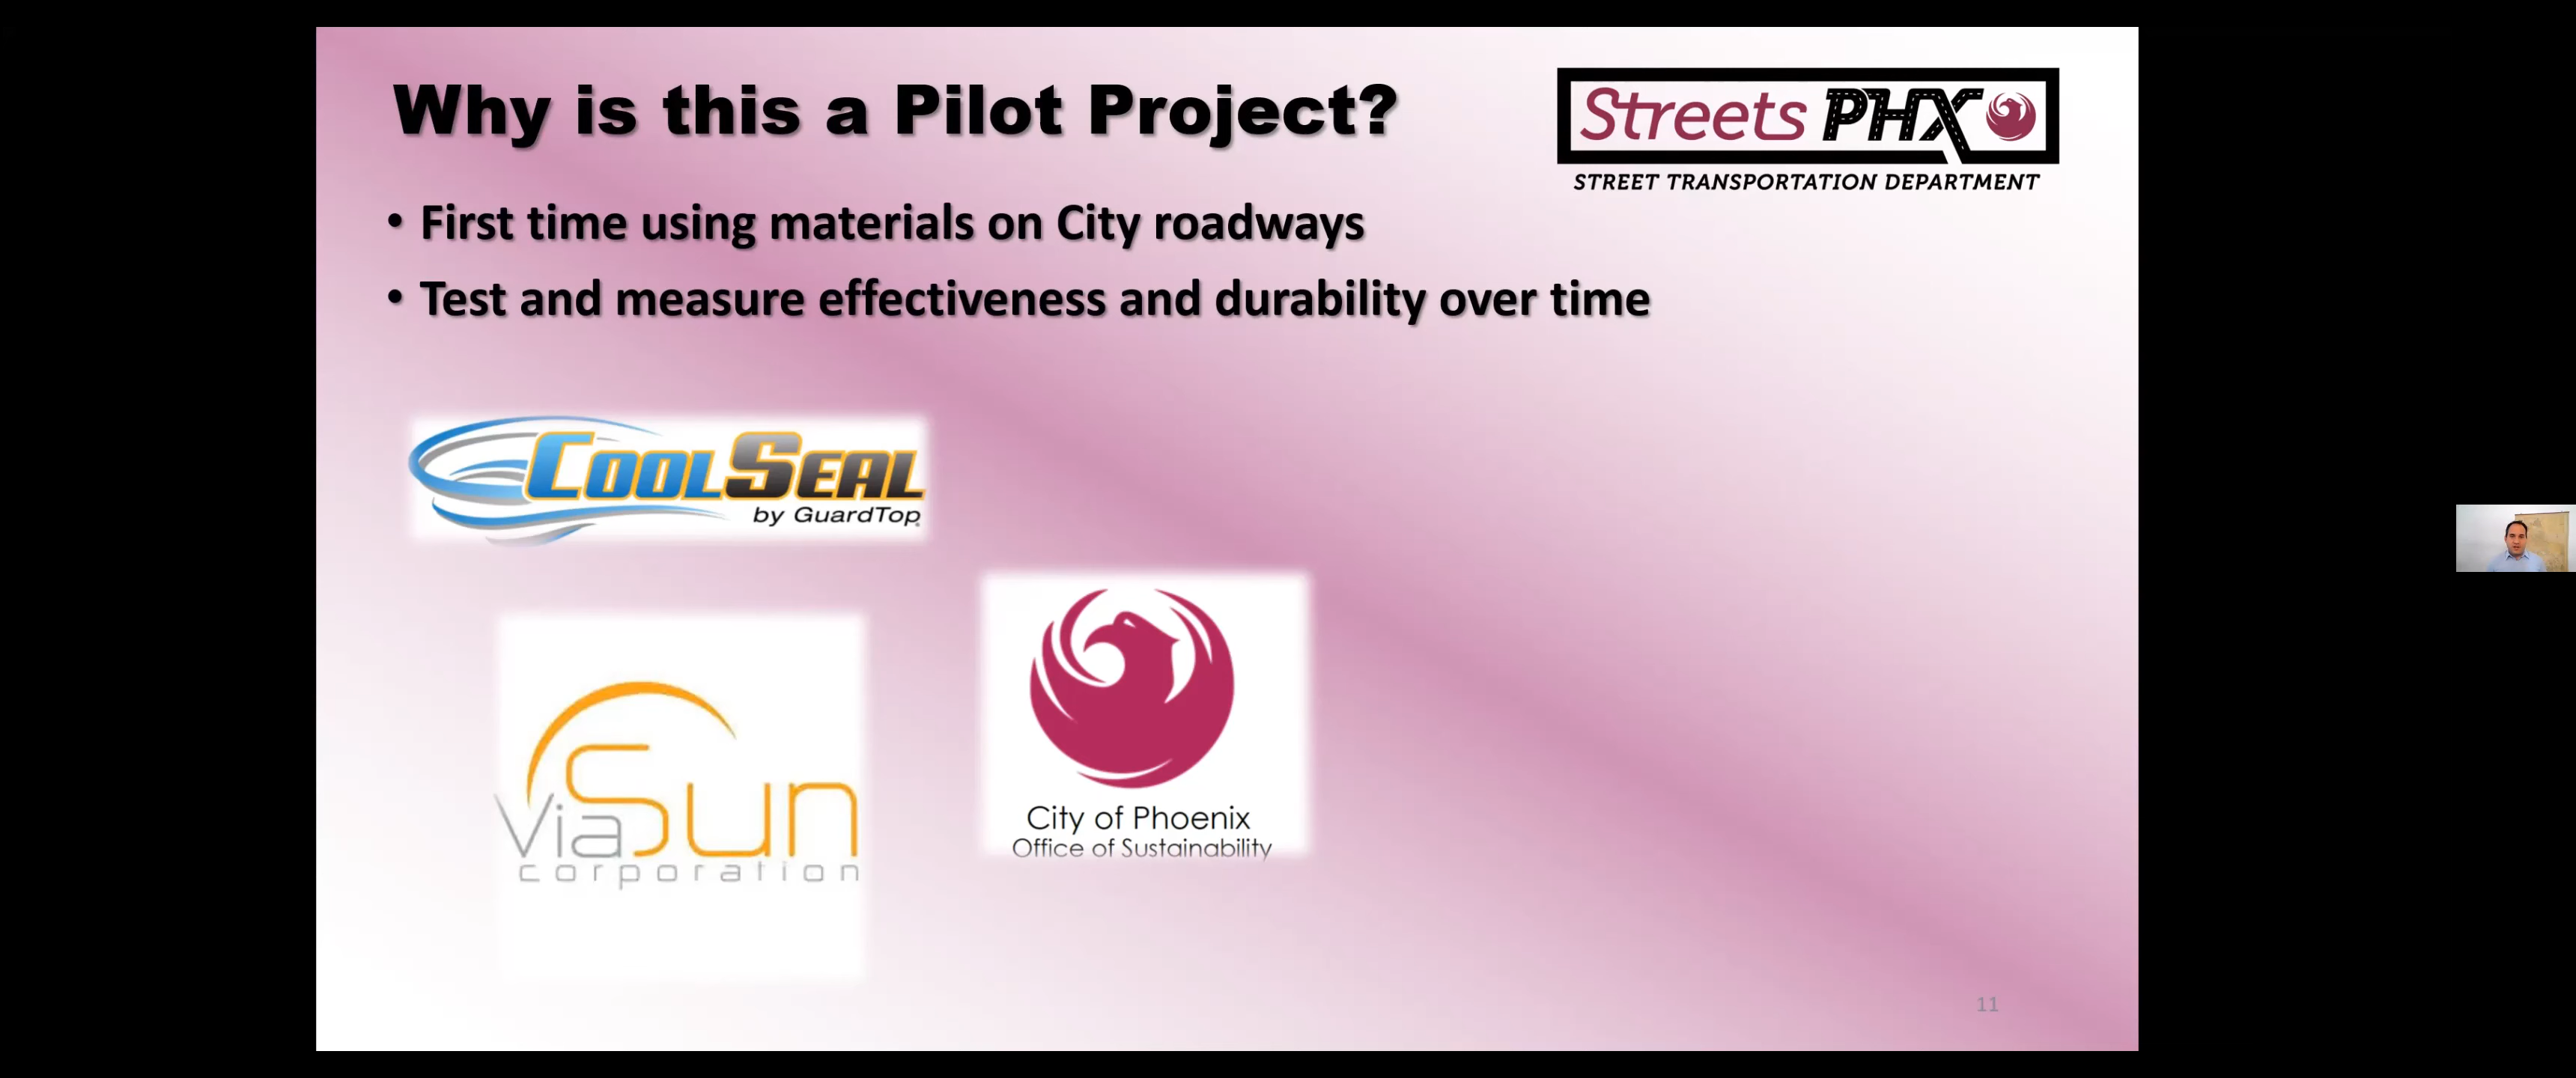 Why is this a Pilot Project?
Streets PHX
STREET TRANSPORTATION DEPARTMENT
• First time using materials on City roadways
• Test and measure effectiveness and durability over time
COOLSEAL
by GuardTop
ViaSun
corporation
City of Phoenix
Office of Sustainability
11